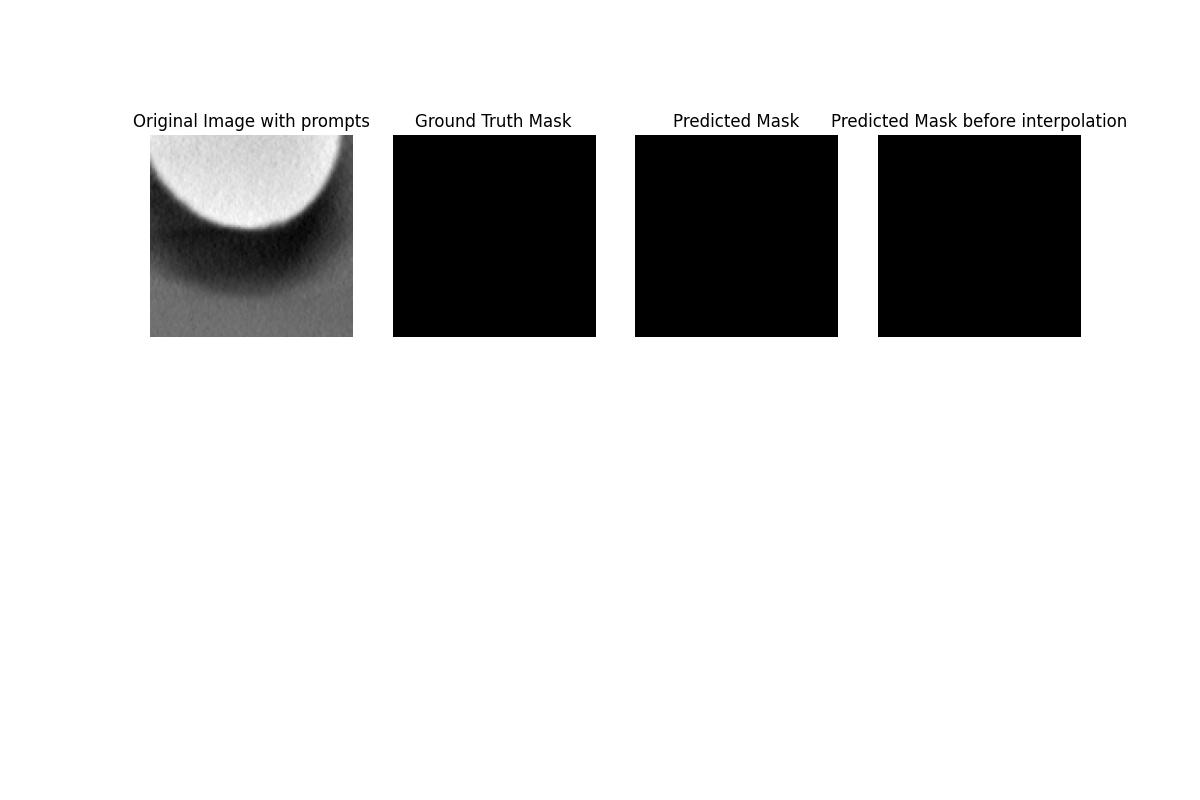 Original Image with prompts
Ground Truth Mask
Predicted Mask
Predicted Mask before interpolation